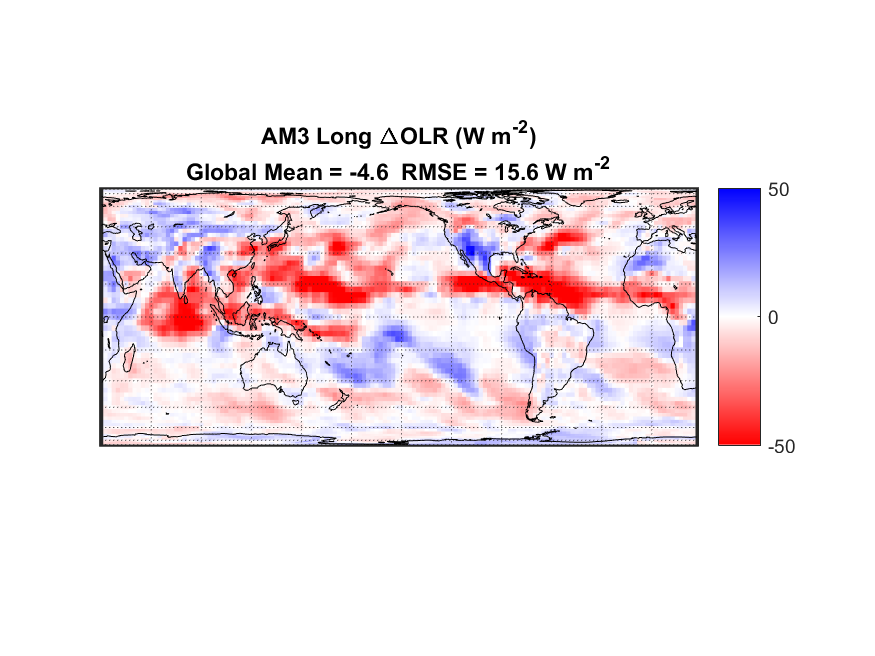 AM3 Long △OLR (W m⁻²)
Global Mean = -4.6 RMSE = 15.6 W m⁻²
50
0
-50